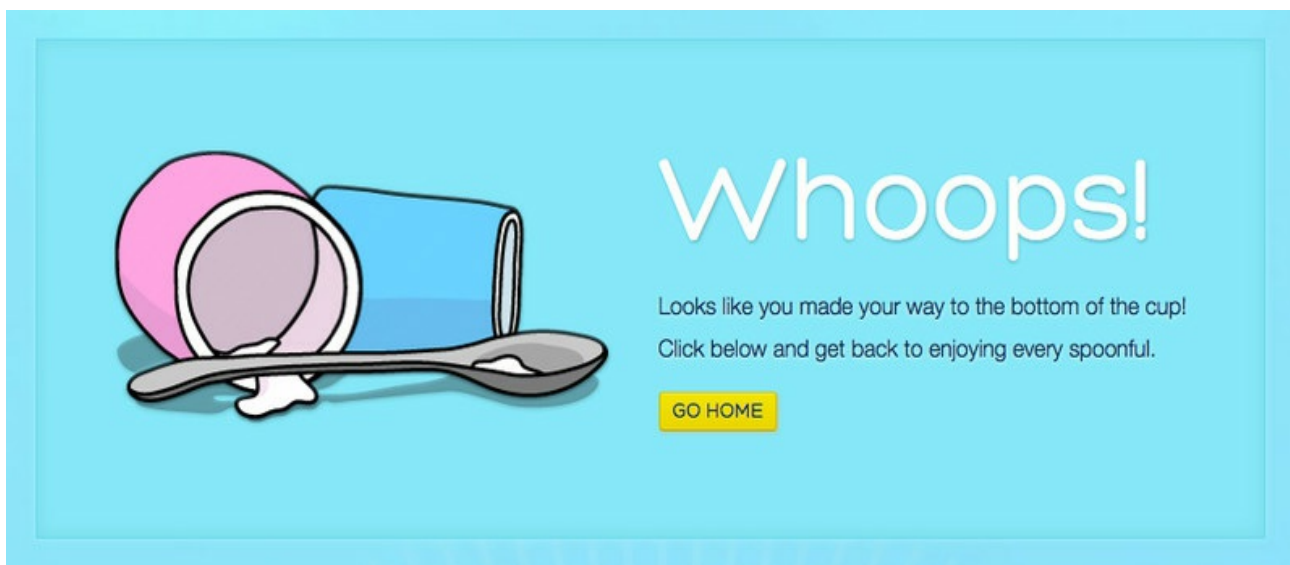 Whoops!
Looks like you made your way to the bottom of the cup!
Click below and get back to enjoying every spoonful.
GO HOME